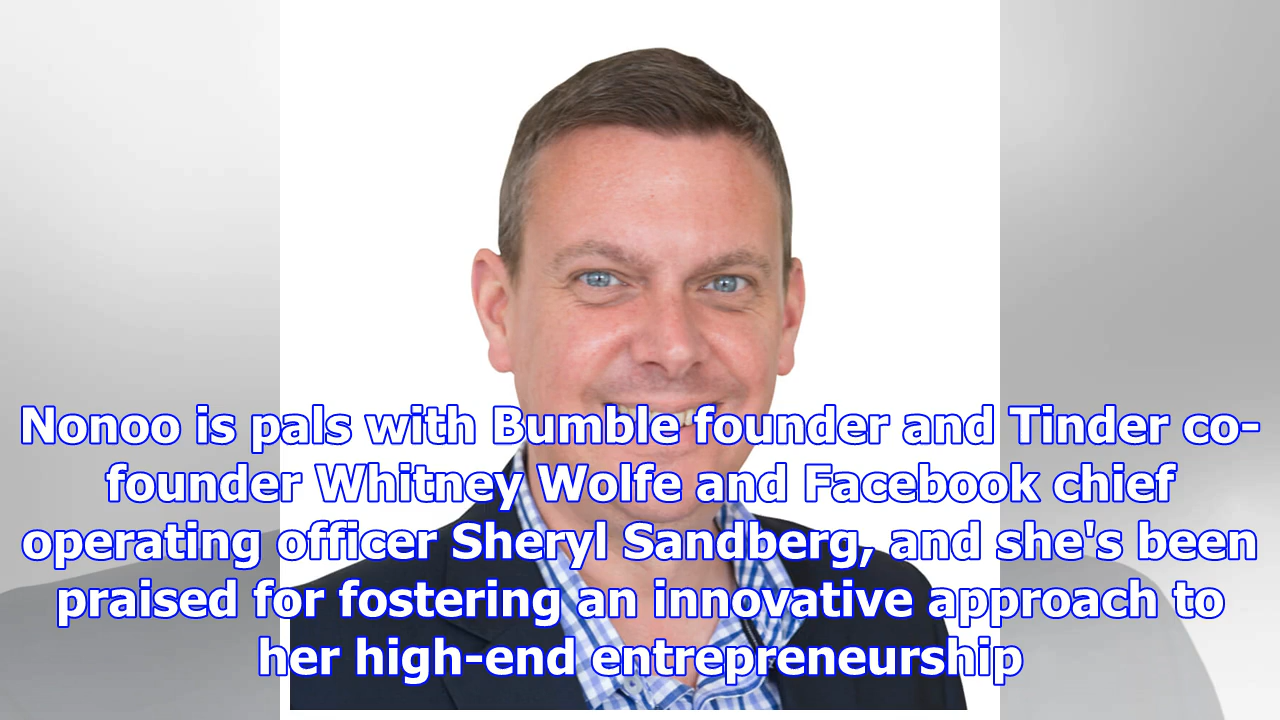 Nonoo is pals with Bumble founder and Tinder co-
founder Whitney Wolfe and Facebook chief
operating officer Sheryl Sandberg, and she's been
praised for fostering an innovative approach to
her high-end entrepreneurship